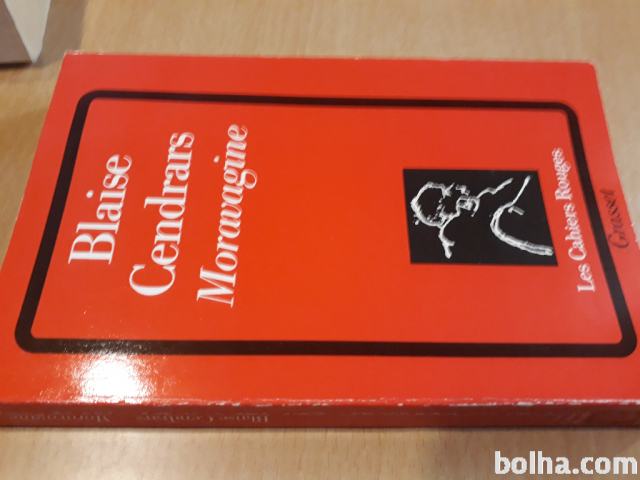 Blaise
Cendrars
Moravagine
Les Cahiers Rouges
Grasset
Blaise Cendrars
Moravagine
bolha.com